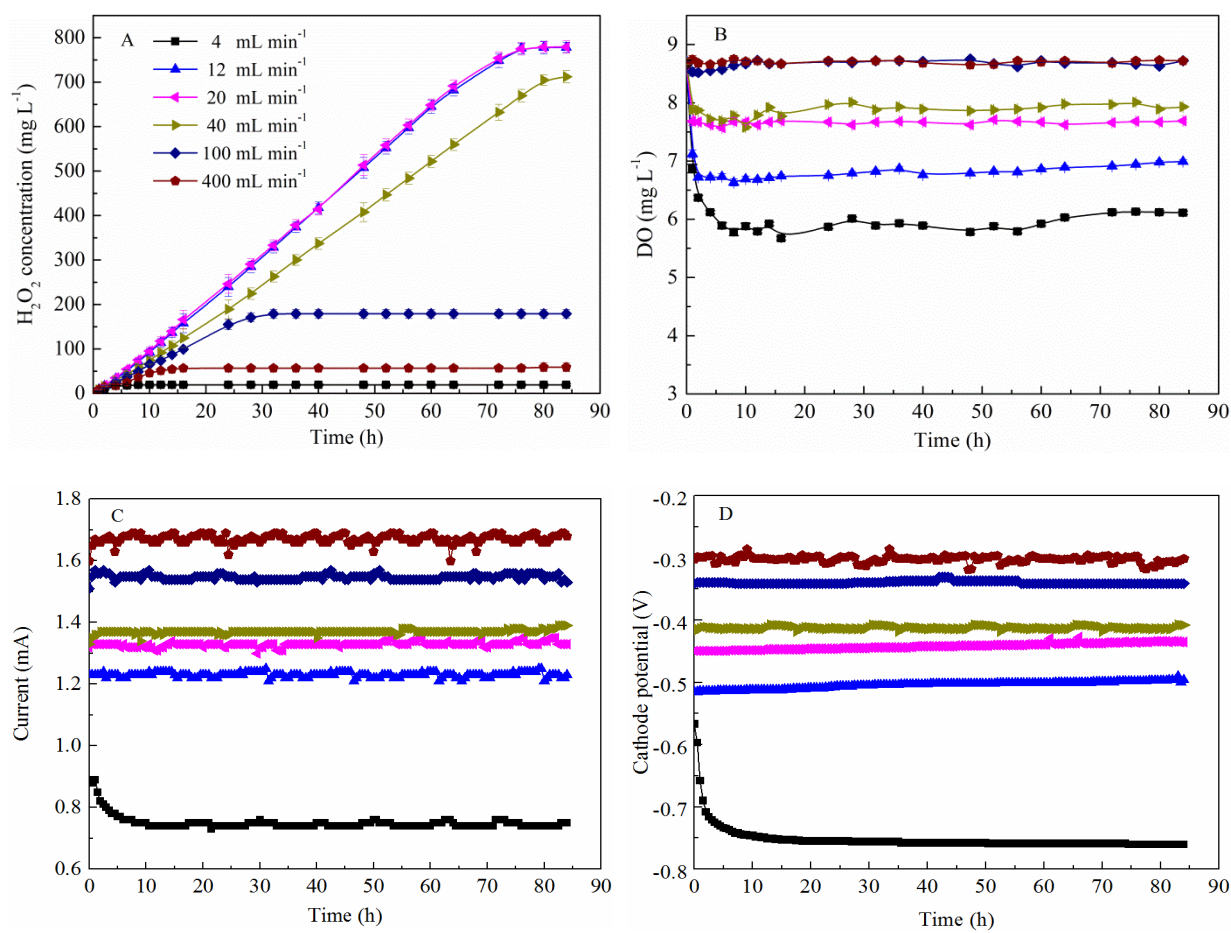 A
4 mL min⁻¹
12 mL min⁻¹
20 mL min⁻¹
40 mL min⁻¹
100 mL min⁻¹
400 mL min⁻¹
H₂O₂ concentration (mg L⁻¹)
800
700
600
500
400
300
200
100
0
0 10 20 30 40 50 60 70 80 90
Time (h)
B
DO (mg L⁻¹)
9
8
7
6
5
4
3
0 10 20 30 40 50 60 70 80 90
Time (h)
C
Current (mA)
1.8
1.6
1.4
1.2
1.0
0.8
0.6
0 10 20 30 40 50 60 70 80 90
Time (h)
D
Cathode potential (V)
-0.2
-0.3
-0.4
-0.5
-0.6
-0.7
-0.8
0 10 20 30 40 50 60 70 80 90
Time (h)